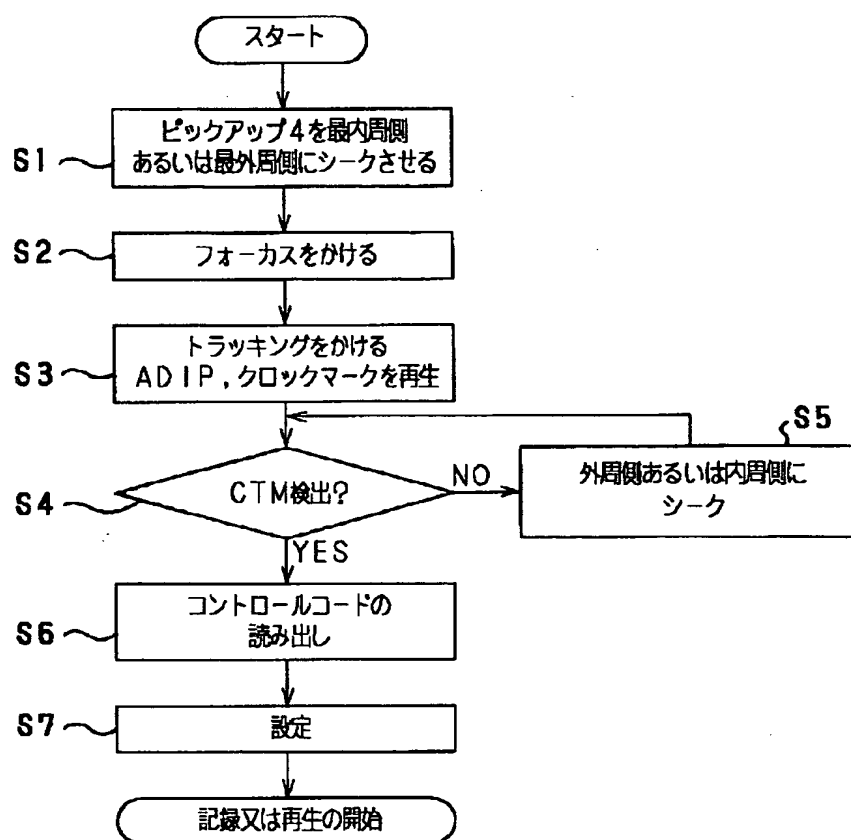 スタート
S1
ピックアップ4を最内周側
あるいは最外周側にシークさせる
S2
フォーカスをかける
S3
トラッキングをかける
ADIP,クロックマークを再生
S4
CTM検出?
NO
S5
外周側あるいは内周側に
シーク
YES
S6
コントロールコードの
読み出し
S7
設定
記録又は再生の開始